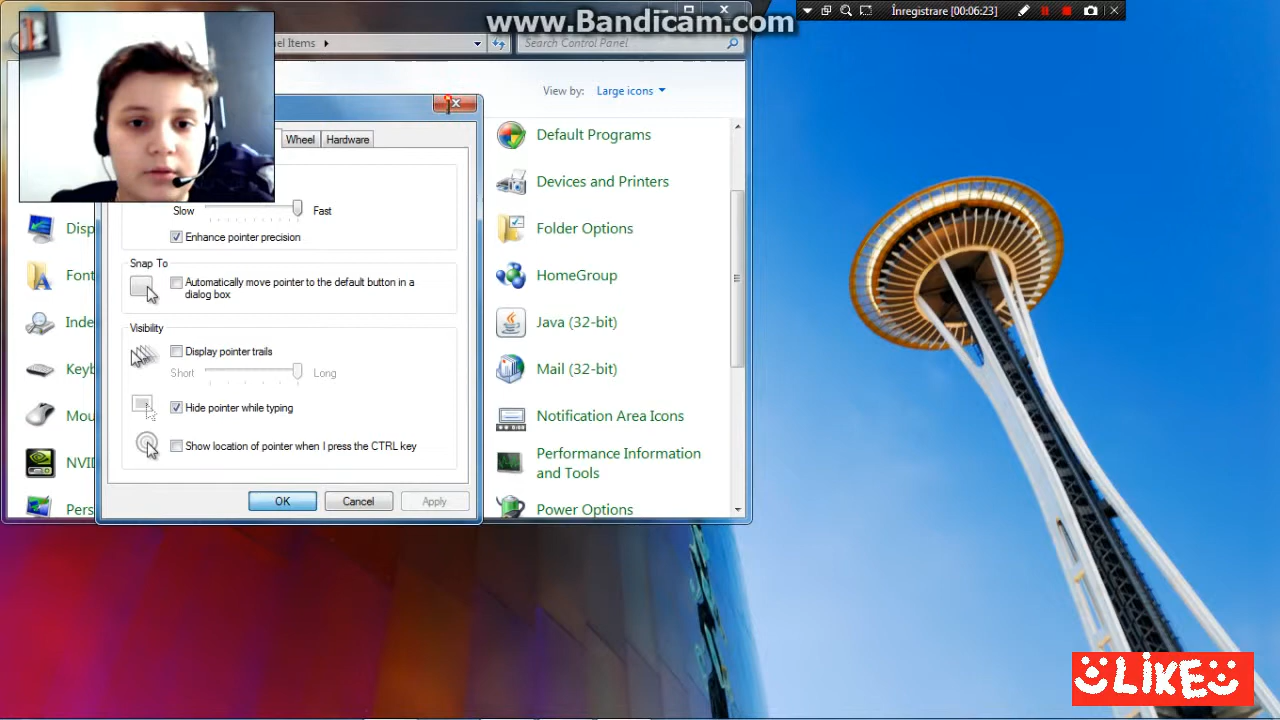 www.Bandicam.com
Înregistrare [00:06:23]
nel Items
Search Control Panel
View by: Large icons
Wheel
Hardware
Slow
Fast
Enhance pointer precision
Snap To
Automatically move pointer to the default button in a
dialog box
Visibility
Display pointer trails
Short
Long
Hide pointer while typing
Show location of pointer when I press the CTRL key
OK
Cancel
Apply
Disp
Font
Inde
Keyb
Mou
NVID
Pers
Default Programs
Devices and Printers
Folder Options
HomeGroup
Java (32-bit)
Mail (32-bit)
Notification Area Icons
Performance Information
and Tools
Power Options
LIKE